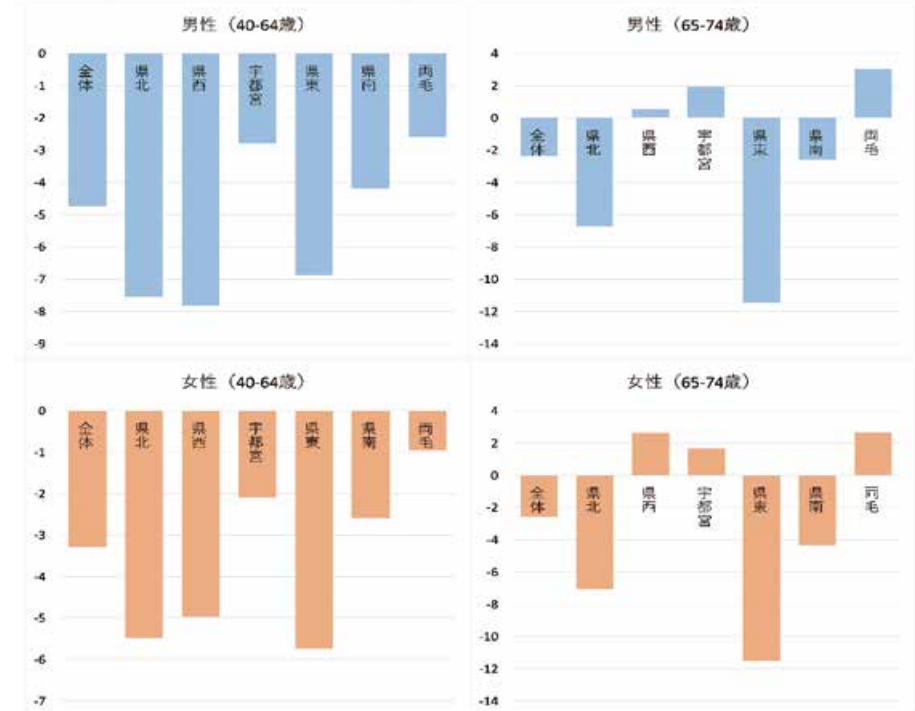 男性（40-64歳）
0
-1
-2
-3
-4
-5
-6
-7
-8
-9
全体
県北
県西
宇都宮
県東
県南
両毛
男性（65-74歳）
4
2
0
-2
-4
-6
-8
-10
-12
-14
全体
県北
県西
宇都宮
県東
県南
両毛
女性（40-64歳）
0
-1
-2
-3
-4
-5
-6
-7
全体
県北
県西
宇都宮
県東
県南
両毛
女性（65-74歳）
4
2
0
-2
-4
-6
-8
-10
-12
-14
全体
県北
県西
宇都宮
県東
県南
両毛